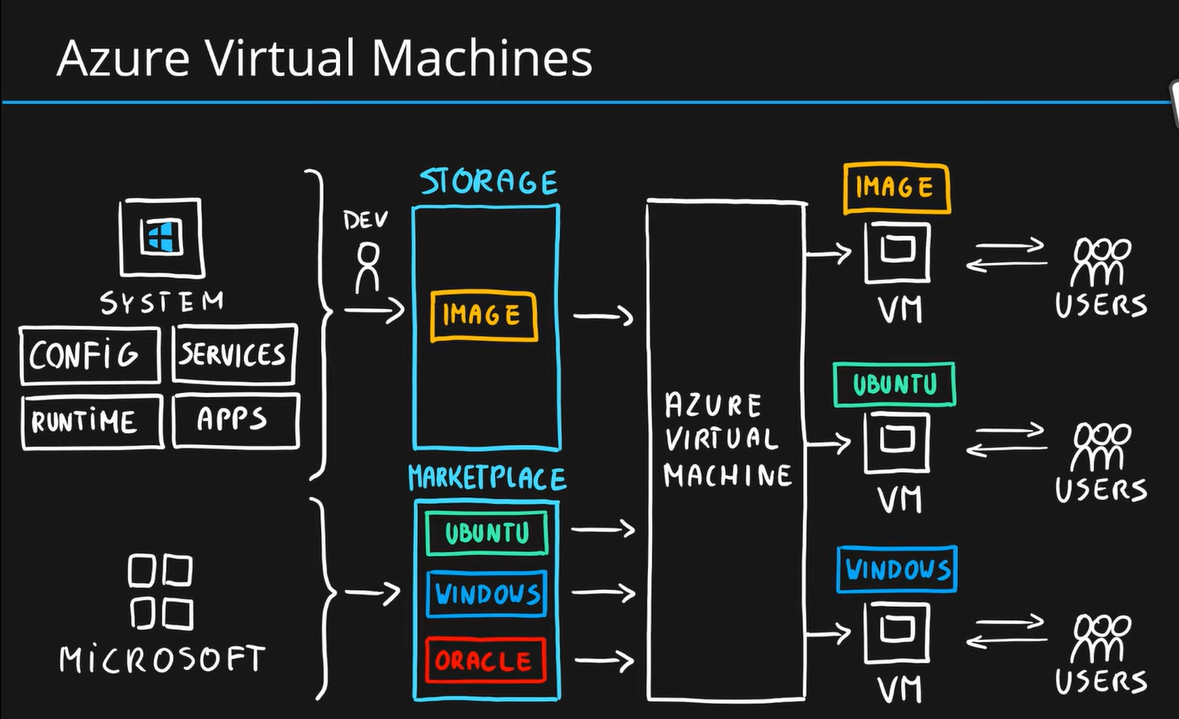 Azure Virtual Machines
SYSTEM
CONFiG
SERVICES
RUNTiME
APPS
MiCROSOFT
DEV
STORAGE
IMAGE
MARKETPLACE
UBUNTU
WINDOWS
ORACLE
AZURE
VIRTUAL
MACHINE
IMAGE
VM
USERS
UBUNTU
VM
USERS
WINDOWS
VM
USERS